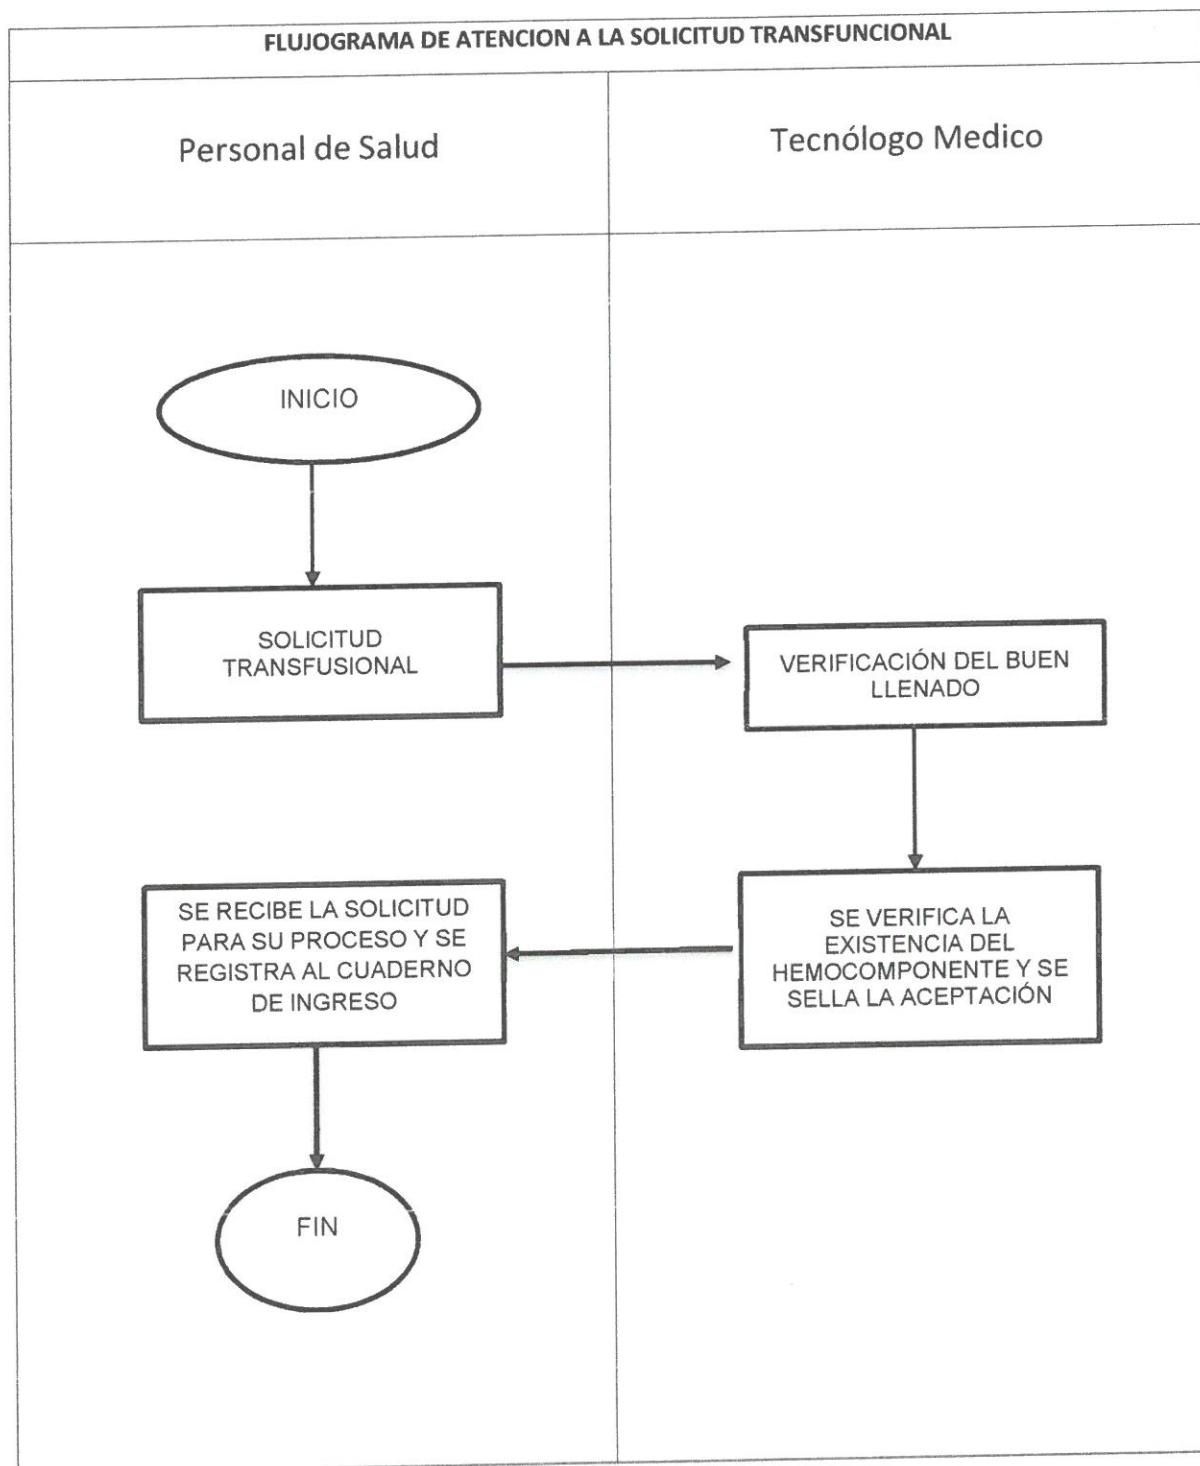 FLUJOGRAMA DE ATENCION A LA SOLICITUD TRANSFUNCIONAL
Personal de Salud
Tecnólogo Medico
INICIO
SOLICITUD
TRANSFUSIONAL
VERIFICACIÓN DEL BUEN
LLENADO
SE VERIFICA LA
EXISTENCIA DEL
HEMOCOMPONENTE Y SE
SELLA LA ACEPTACIÓN
SE RECIBE LA SOLICITUD
PARA SU PROCESO Y SE
REGISTRA AL CUADERNO
DE INGRESO
FIN